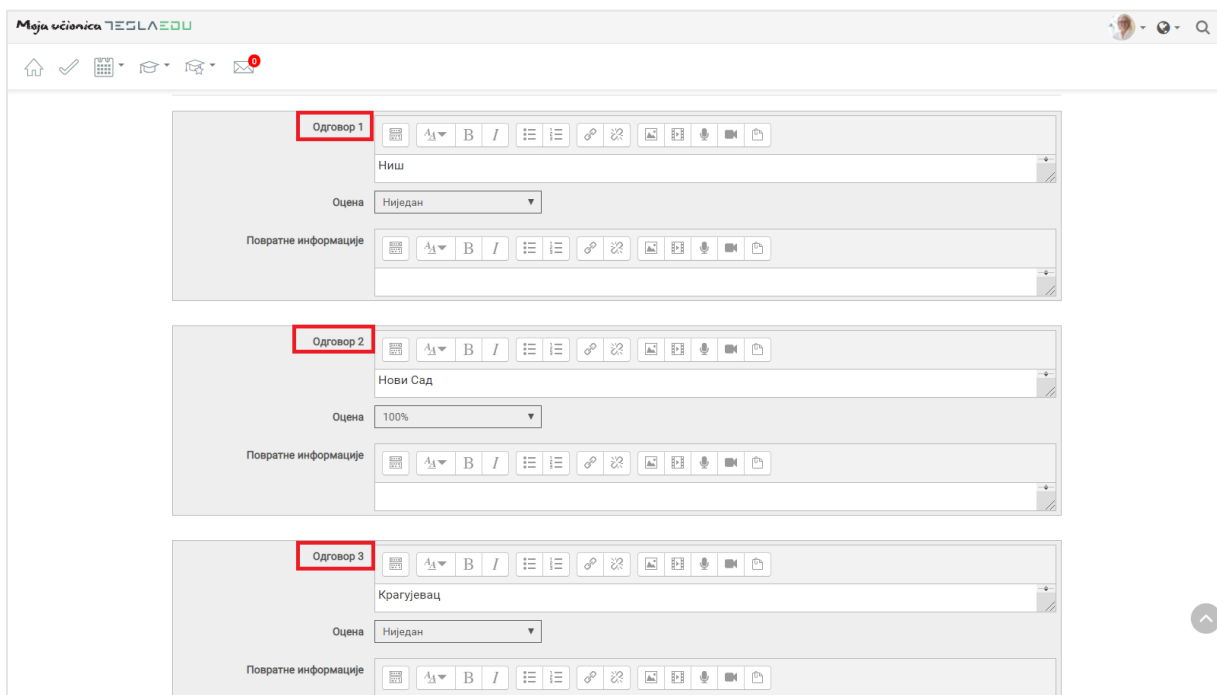 Moja učionica TESLAEDU
0
Одговор 1
Ниш
Оцена Ниједан
Повратне информације
Одговор 2
Нови Сад
Оцена 100%
Повратне информације
Одговор 3
Крагујевац
Оцена Ниједан
Повратне информације